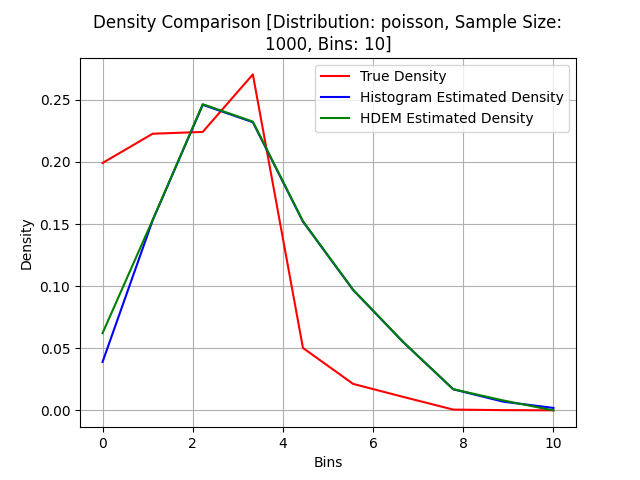 Density Comparison [Distribution: poisson, Sample Size:
1000, Bins: 10]
True Density
Histogram Estimated Density
HDEM Estimated Density
Density
0.25
0.20
0.15
0.10
0.05
0.00
0 2 4 6 8 10
Bins